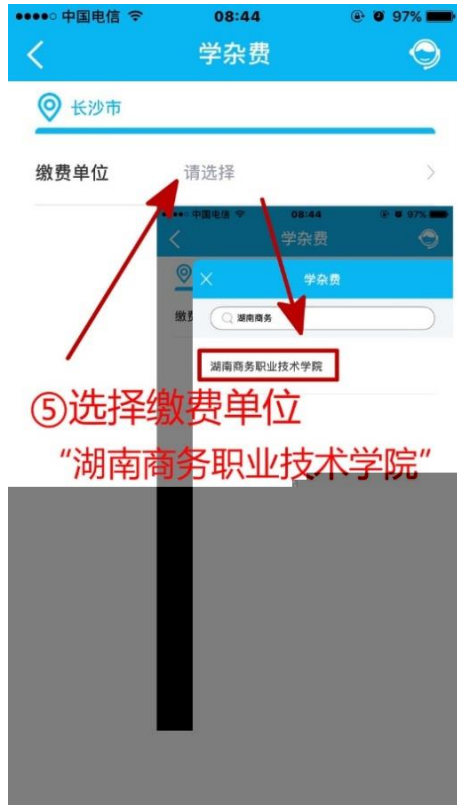 中国电信 08:44 97%
学杂费
长沙市
缴费单位 请选择
中国电信 08:44 97%
学杂费
学杂费
缴费
湖南商务
湖南商务职业技术学院
⑤选择缴费单位
“湖南商务职业技术学院”